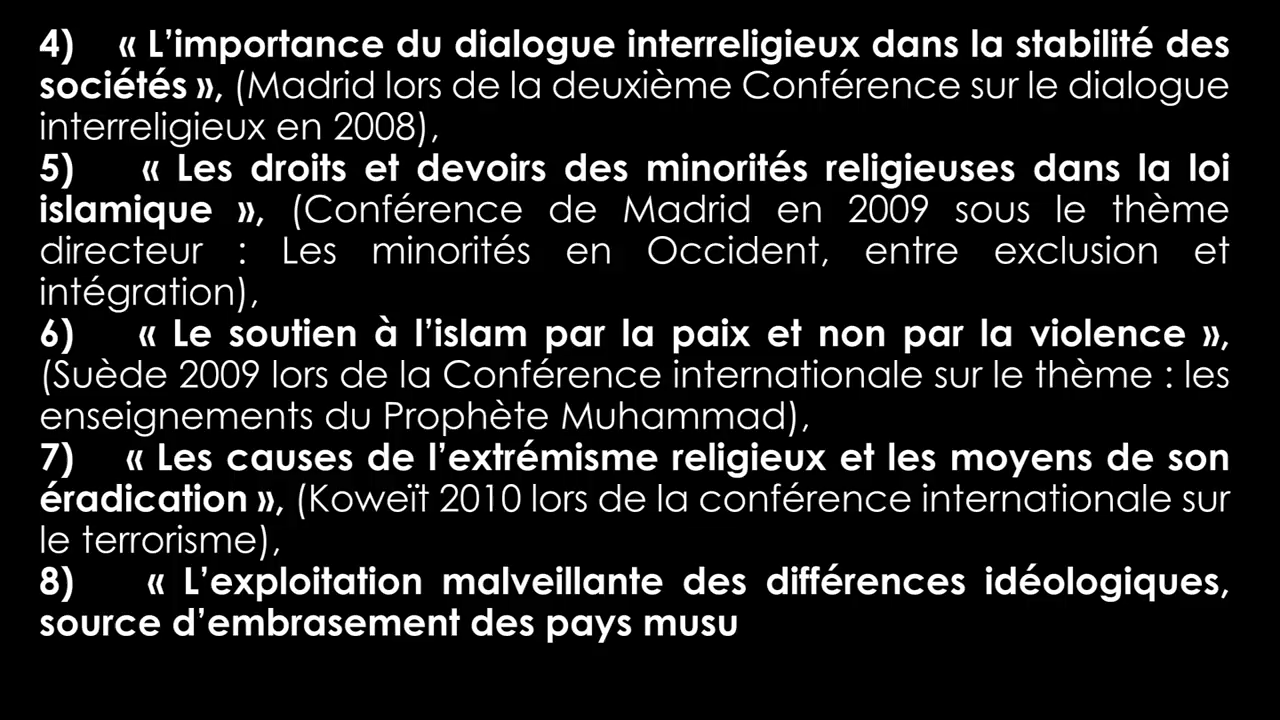 4) « L’importance du dialogue interreligieux dans la stabilité des
sociétés », (Madrid lors de la deuxième Conférence sur le dialogue
interreligieux en 2008),
5) « Les droits et devoirs des minorités religieuses dans la loi
islamique », (Conférence de Madrid en 2009 sous le thème
directeur : Les minorités en Occident, entre exclusion et
intégration),
6) « Le soutien à l’islam par la paix et non par la violence »,
(Suède 2009 lors de la Conférence internationale sur le thème : les
enseignements du Prophète Muhammad),
7) « Les causes de l’extrémisme religieux et les moyens de son
éradication », (Koweït 2010 lors de la conférence internationale sur
le terrorisme),
8) « L’exploitation malveillante des différences idéologiques,
source d’embrasement des pays musu